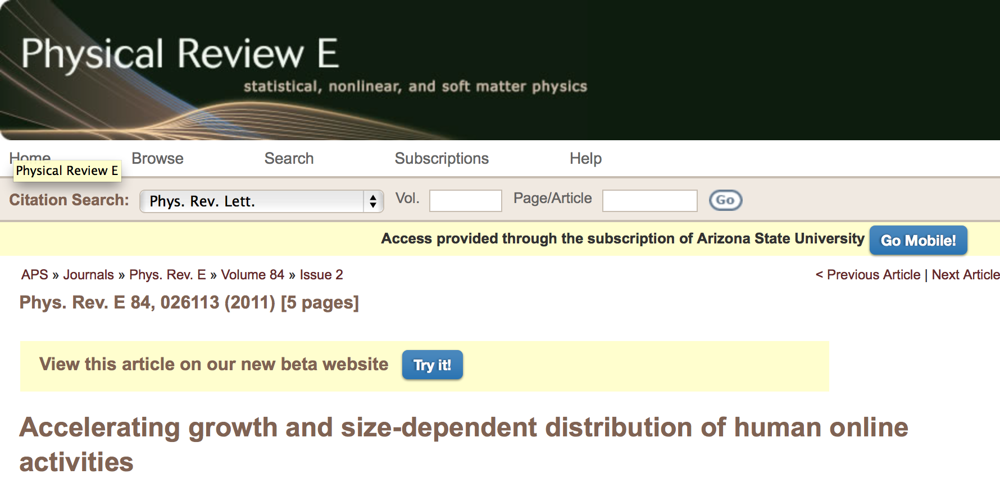 Physical Review E
statistical, nonlinear, and soft matter physics
Home Browse Search Subscriptions Help
Physical Review E
Citation Search: Phys. Rev. Lett. Vol. Page/Article Go
Access provided through the subscription of Arizona State University Go Mobile!
APS » Journals » Phys. Rev. E » Volume 84 » Issue 2 < Previous Article | Next Article
Phys. Rev. E 84, 026113 (2011) [5 pages]
View this article on our new beta website Try it!
Accelerating growth and size-dependent distribution of human online
activities